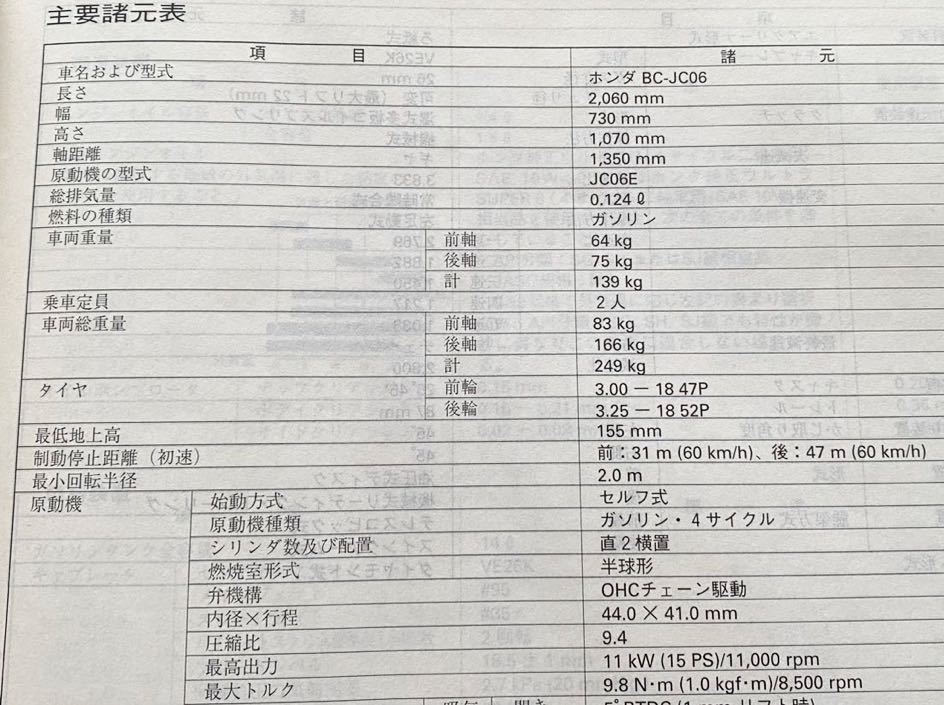 主要諸元表
項 目 諸 元
車名および型式 ホンダ BC-JC06
長さ 2,060 mm
幅 730 mm
高さ 1,070 mm
軸距離 1,350 mm
原動機の型式 JC06E
総排気量 0.124 ℓ
燃料の種類 ガソリン
車両重量 前軸 64 kg
後軸 75 kg
計 139 kg
乗車定員 2 人
車両総重量 前軸 83 kg
後軸 166 kg
計 249 kg
タイヤ 前輪 3.00 − 18 47P
後輪 3.25 − 18 52P
最低地上高 155 mm
制動停止距離（初速） 前：31 m (60 km/h)、後：47 m (60 km/h)
最小回転半径 2.0 m
原動機 始動方式 セルフ式
原動機種類 ガソリン・4サイクル
シリンダ数及び配置 直2横置
燃焼室形式 半球形
弁機構 OHCチェーン駆動
内径×行程 44.0 × 41.0 mm
圧縮比 9.4
最高出力 11 kW (15 PS)/11,000 rpm
最大トルク 9.8 N·m (1.0 kgf·m)/8,500 rpm